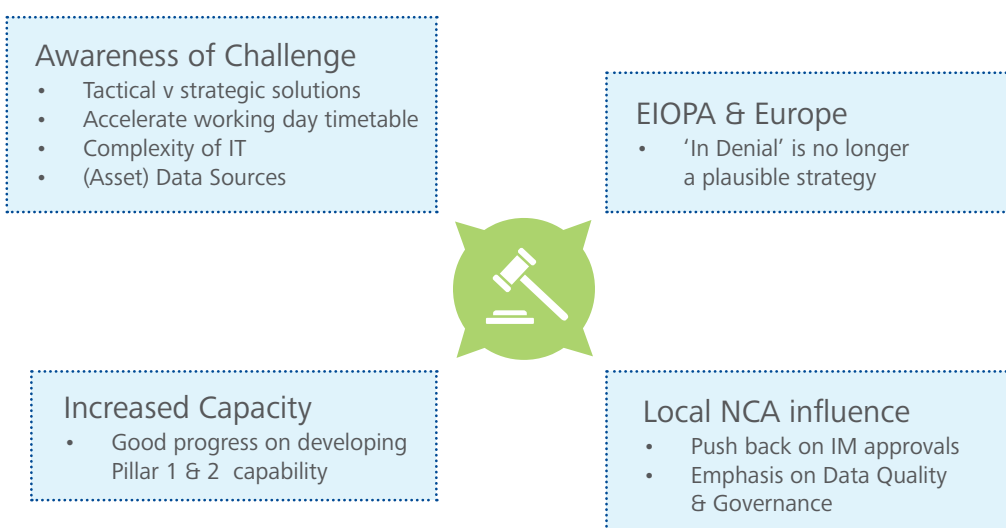 Awareness of Challenge
• Tactical v strategic solutions
• Accelerate working day timetable
• Complexity of IT
• (Asset) Data Sources
EIOPA & Europe
• ‘In Denial’ is no longer
a plausible strategy
Increased Capacity
• Good progress on developing
Pillar 1 & 2 capability
Local NCA influence
• Push back on IM approvals
• Emphasis on Data Quality
& Governance